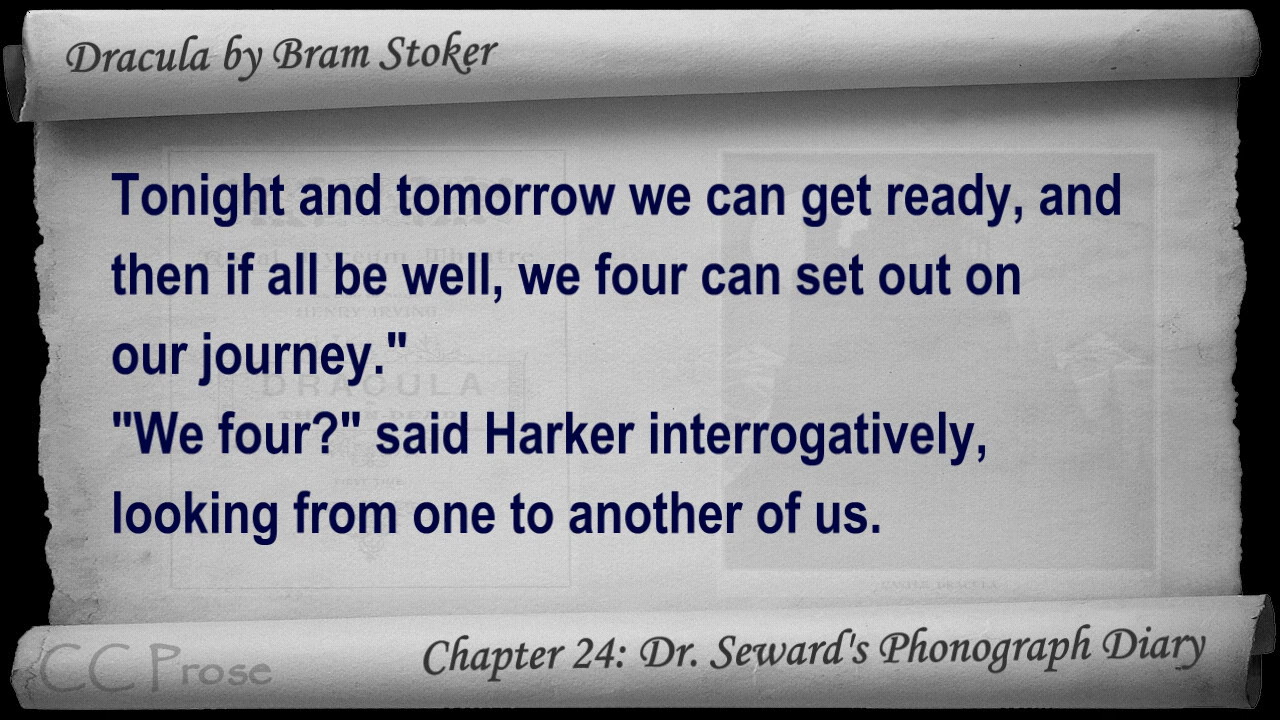 Dracula by Bram Stoker
Tonight and tomorrow we can get ready, and
then if all be well, we four can set out on
our journey."
"We four?" said Harker interrogatively,
looking from one to another of us.
CC Prose
Chapter 24: Dr. Seward's Phonograph Diary